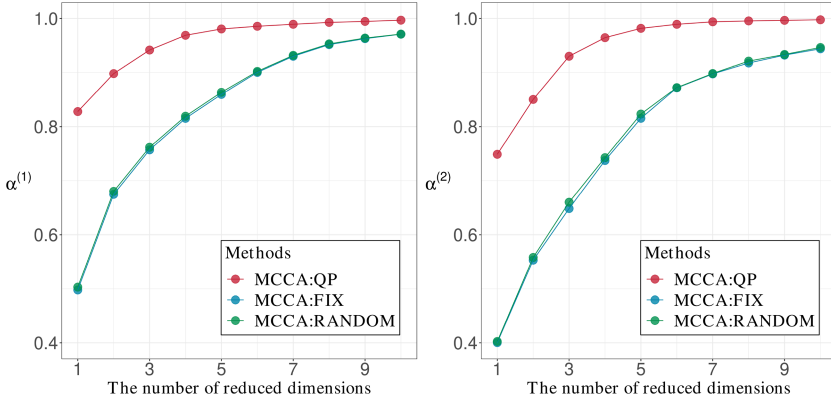 1.0
0.8
0.6
0.4
α(1)
Methods
MCCA:QP
MCCA:FIX
MCCA:RANDOM
1 3 5 7 9
The number of reduced dimensions
1.0
0.8
0.6
0.4
α(2)
Methods
MCCA:QP
MCCA:FIX
MCCA:RANDOM
1 3 5 7 9
The number of reduced dimensions